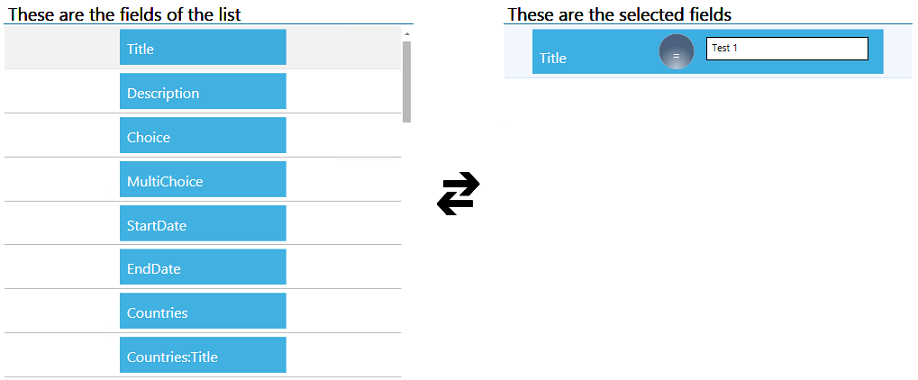 These are the fields of the list
Title
Description
Choice
MultiChoice
StartDate
EndDate
Countries
Countries:Title
These are the selected fields
Title = Test 1